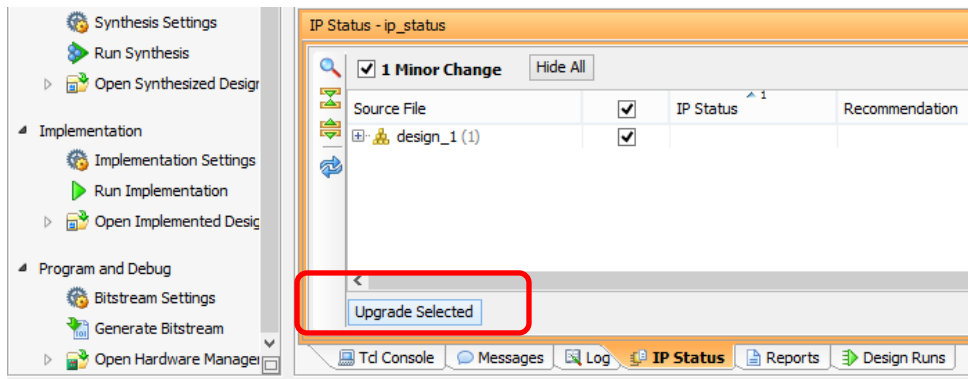 Synthesis Settings
Run Synthesis
Open Synthesized Design
Implementation
Implementation Settings
Run Implementation
Open Implemented Desig
Program and Debug
Bitstream Settings
Generate Bitstream
Open Hardware Manager
IP Status - ip_status
1 Minor Change
Hide All
Source File 1 IP Status Recommendation
design_1 (1)
Upgrade Selected
Tcl Console Messages Log IP Status Reports Design Runs